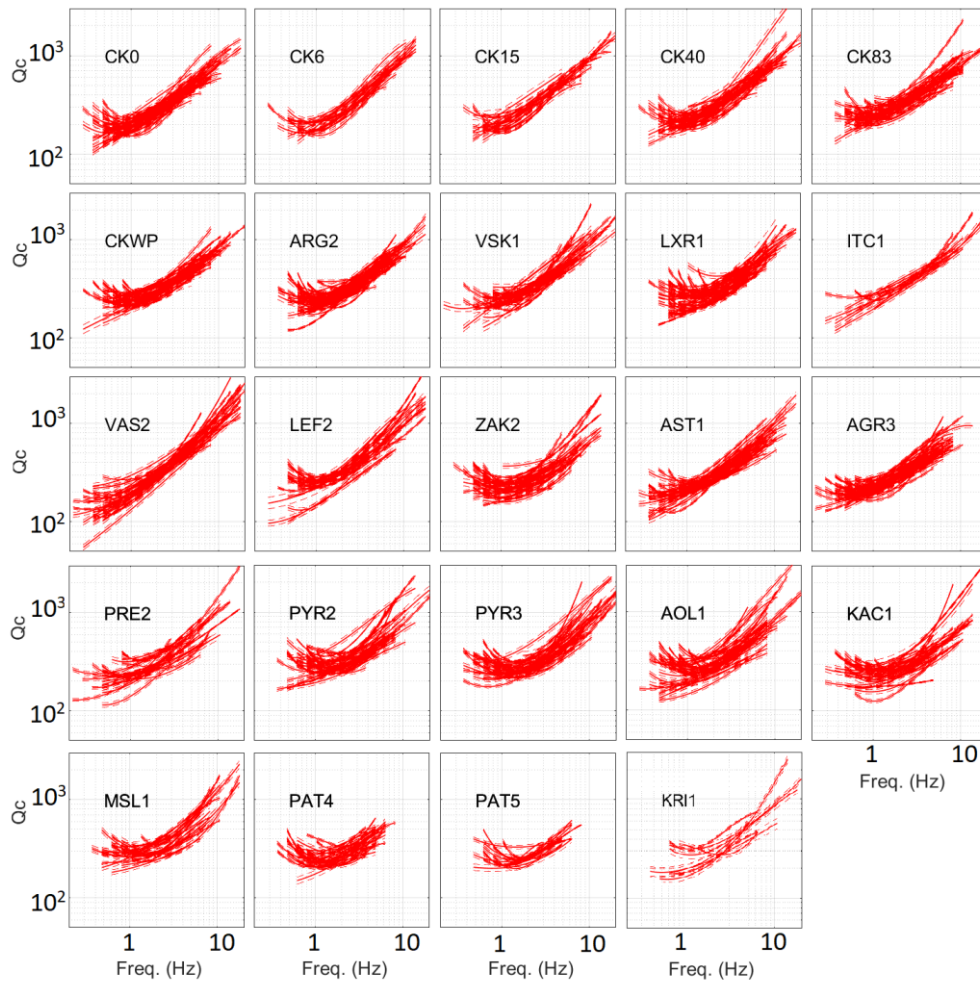 Qc
10³
10²
CK0
CK6
CK15
CK40
CK83
Qc
10³
10²
CKWP
ARG2
VSK1
LXR1
ITC1
Qc
10³
10²
VAS2
LEF2
ZAK2
AST1
AGR3
Qc
10³
10²
PRE2
PYR2
PYR3
AOL1
KAC1
1 10
Freq. (Hz)
Qc
10³
10²
MSL1
PAT4
PAT5
KRI1
1 10 1 10 1 10 1 10
Freq. (Hz) Freq. (Hz) Freq. (Hz) Freq. (Hz)